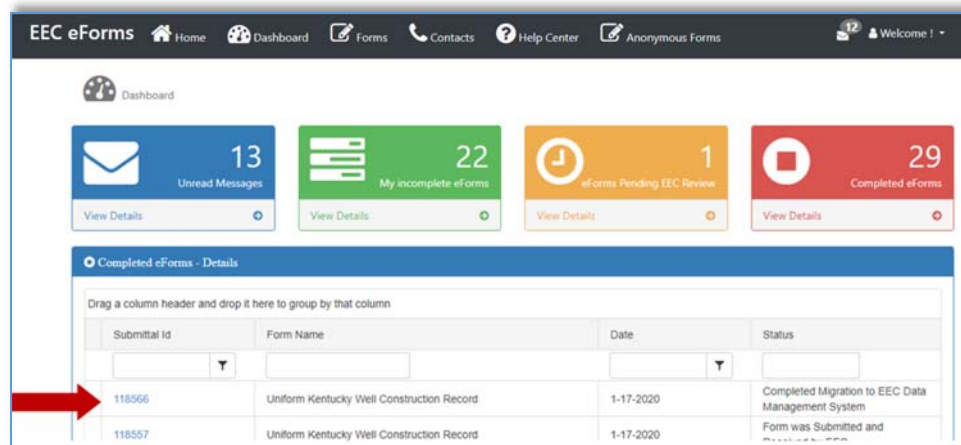 EEC eForms Home Dashboard Forms Contacts Help Center Anonymous Forms 12 Welcome !
Dashboard
13 22 1 29
Unread Messages My incomplete eForms eForms Pending EEC Review Completed eForms
View Details View Details View Details View Details
Completed eForms - Details
Drag a column header and drop it here to group by that column
Submittal Id Form Name Date Status
118566 Uniform Kentucky Well Construction Record 1-17-2020 Completed Migration to EEC Data
Management System
118557 Uniform Kentucky Well Construction Record 1-17-2020 Form was Submitted and